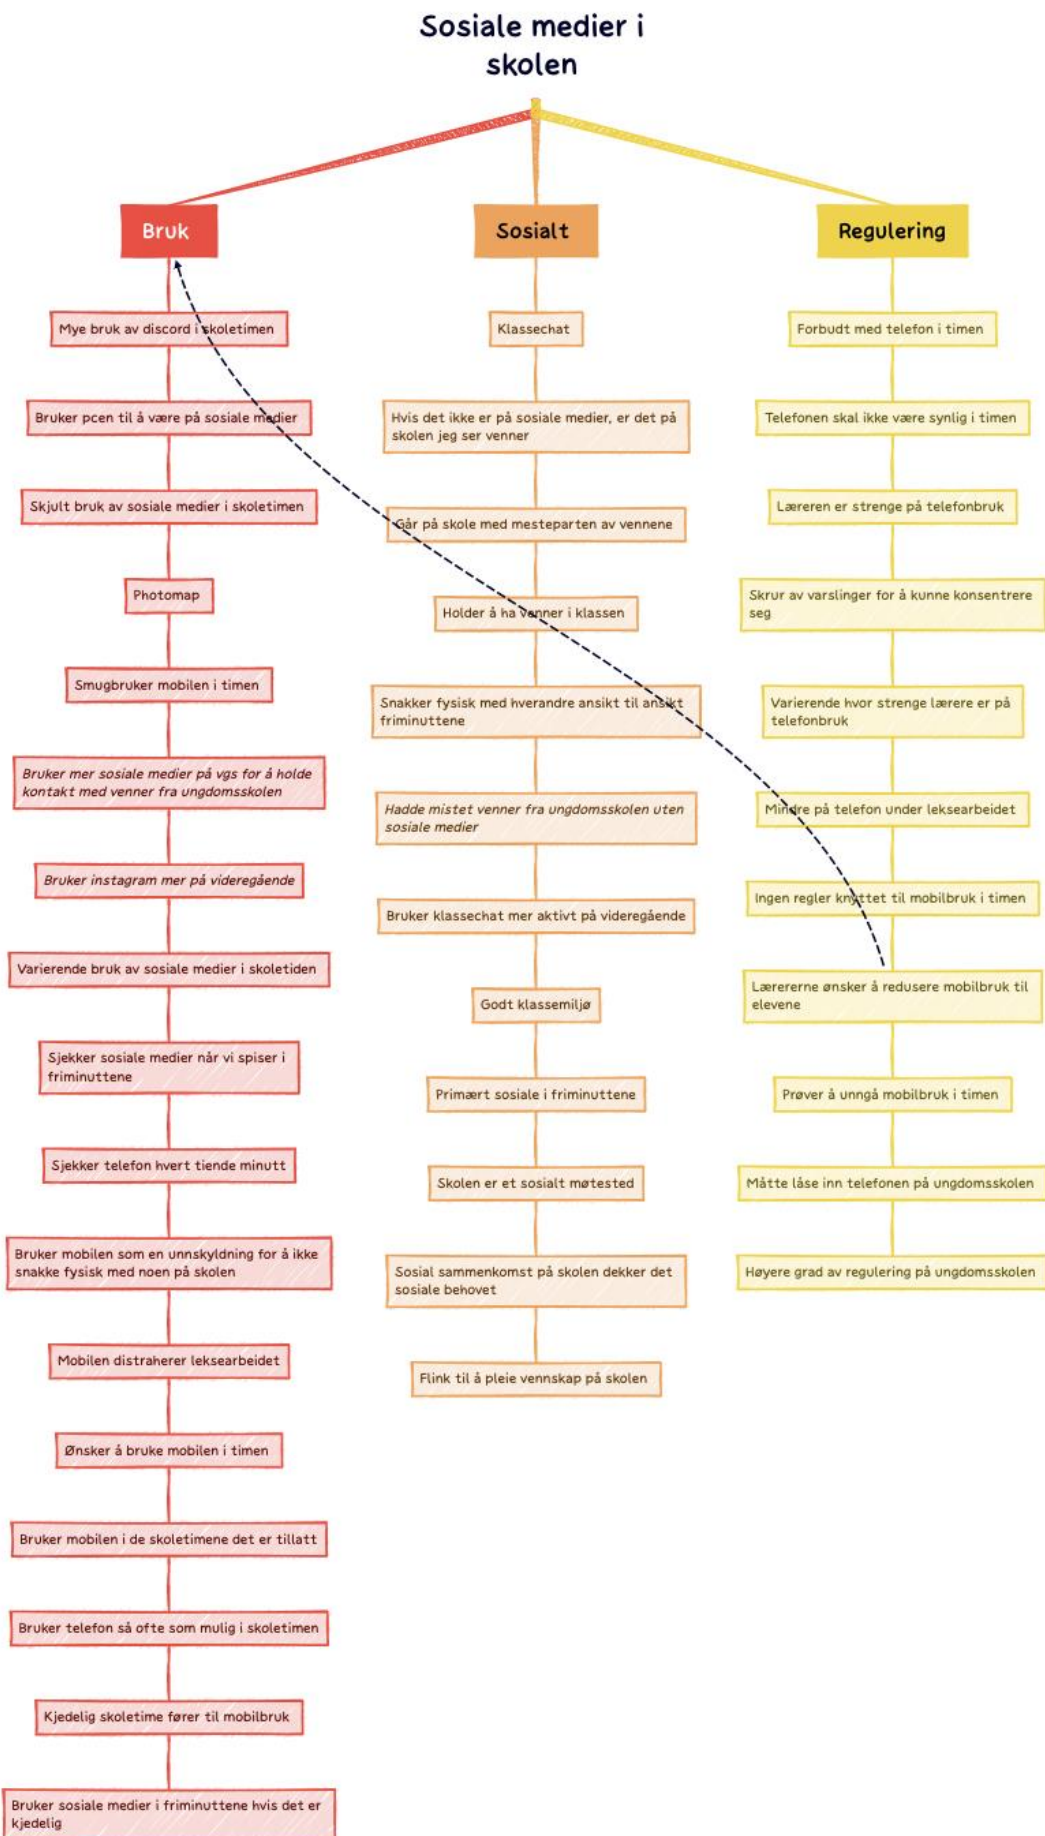 Sosiale medier i
skolen
Bruk
Mye bruk av discord i skoletimen
Bruker pcen til å være på sosiale medier
Skjult bruk av sosiale medier i skoletimen
Photomap
Smugbruker mobilen i timen
Bruker mer sosiale medier på vgs for å holde
kontakt med venner fra ungdomsskolen
Bruker instagram mer på videregående
Varierende bruk av sosiale medier i skoletiden
Sjekker sosiale medier når vi spiser i
friminuttene
Sjekker telefon hvert tiende minutt
Bruker mobilen som en unnskyldning for å ikke
snakke fysisk med noen på skolen
Mobilen distraherer leksearbeidet
Ønsker å bruke mobilen i timen
Bruker mobilen i de skoletimene det er tillatt
Bruker telefon så ofte som mulig i skoletimen
Kjedelig skoletime fører til mobilbruk
Bruker sosiale medier i friminuttene hvis det er
kjedelig
Sosialt
Klassechat
Hvis det ikke er på sosiale medier, er det på
skolen jeg ser venner
Går på skole med mesteparten av vennene
Holder å ha venner i klassen
Snakker fysisk med hverandre ansikt til ansikt
friminuttene
Hadde mistet venner fra ungdomsskolen uten
sosiale medier
Bruker klassechat mer aktivt på videregående
Godt klassemiljø
Primært sosiale i friminuttene
Skolen er et sosialt møtested
Sosial sammenkomst på skolen dekker det
sosiale behovet
Flink til å pleie vennskap på skolen
Regulering
Forbudt med telefon i timen
Telefonen skal ikke være synlig i timen
Læreren er strenge på telefonbruk
Skrur av varslinger for å kunne konsentrere
seg
Varierende hvor strenge lærere er på
telefonbruk
Mindre på telefon under leksearbeidet
Ingen regler knyttet til mobilbruk i timen
Lærererne ønsker å redusere mobilbruk til
elevene
Prøver å unngå mobilbruk i timen
Måtte låse inn telefonen på ungdomsskolen
Høyere grad av regulering på ungdomsskolen